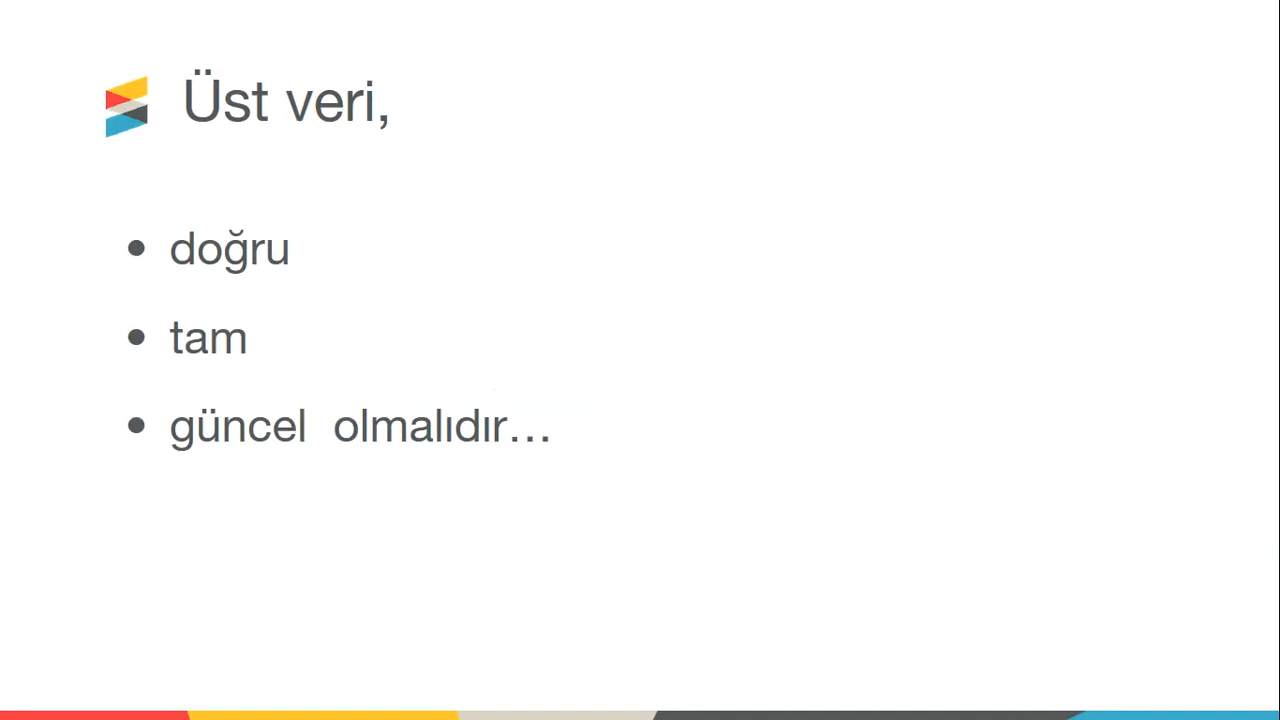 Üst veri,
• doğru
• tam
• güncel  olmalıdır…